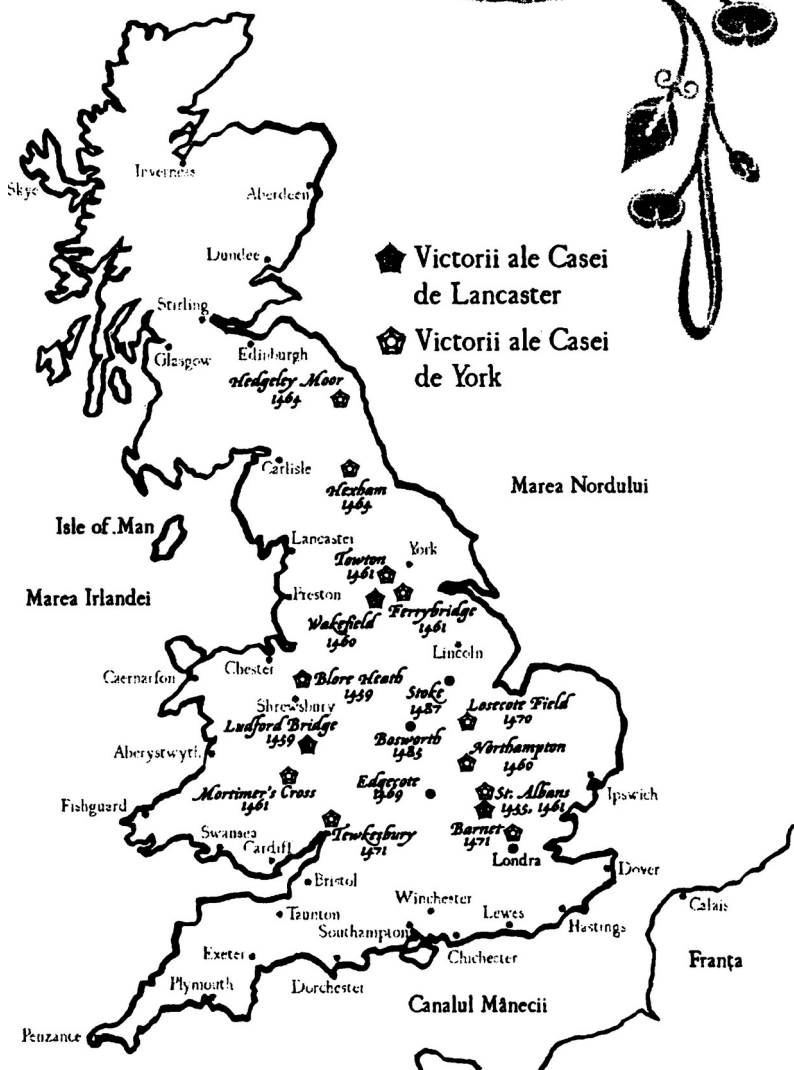 Inverness
Skye
Aberdeen
Dundee
Victorii ale Casei
de Lancaster
Stirling
Victorii ale Casei
de York
Glasgow
Edinburgh
Hedgeley Moor
1464
Carlisle
Hexham
1464
Marea Nordului
Isle of Man
Lancaster
York
Towton
1461
Marea Irlandei
Preston
Ferrybridge
1461
Wakefield
1460
Lincoln
Chester
Caernarfon
Blore Heath
1459
Stoke
1487
Shrewsbury
Losecote Field
1470
Ludford Bridge
1459
Bosworth
1485
Northampton
1460
Aberystwyth
Mortimer's Cross
1461
Edgecote
1469
St. Albans
1455, 1461
Ipswich
Fishguard
Tewkesbury
1471
Barnet
1471
Swansea
Cardiff
Londra
Dover
Bristol
Winchester
Taunton
Lewes
Calais
Southampton
Hastings
Exeter
Chichester
Franța
Plymouth
Dorchester
Canalul Mânecii
Penzance